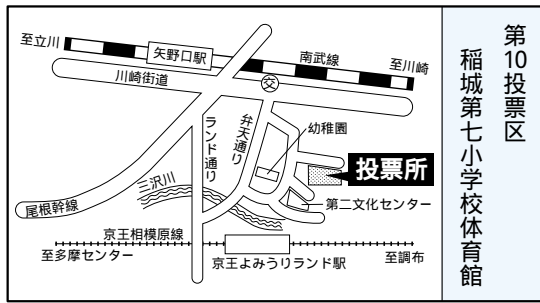 第10投票区
稲城第七小学校体育館
至立川
矢野口駅
南武線
至川崎
川崎街道
交
幼稚園
弁天通り
ランド通り
投票所
三沢川
第二文化センター
尾根幹線
京王相模原線
至多摩センター
京王よみうりランド駅
至調布